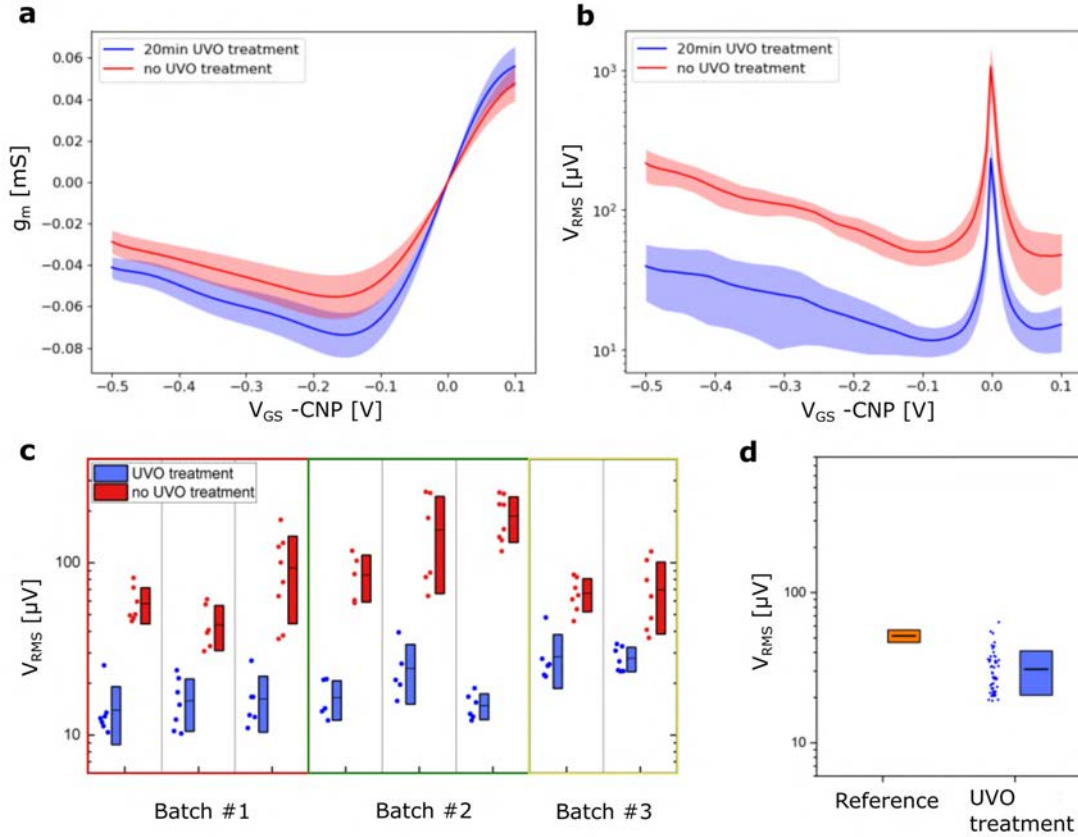 a
20min UVO treatment
no UVO treatment
0.06
0.04
0.02
0.00
−0.02
−0.04
−0.06
−0.08
gm [mS]
−0.5 −0.4 −0.3 −0.2 −0.1 0.0 0.1
VGS -CNP [V]
b
20min UVO treatment
no UVO treatment
10³
10²
10¹
VRMS [µV]
−0.5 −0.4 −0.3 −0.2 −0.1 0.0 0.1
VGS -CNP [V]
c
UVO treatment
no UVO treatment
100
10
VRMS [µV]
Batch #1 Batch #2 Batch #3
d
100
10
VRMS [µV]
Reference UVO
treatment